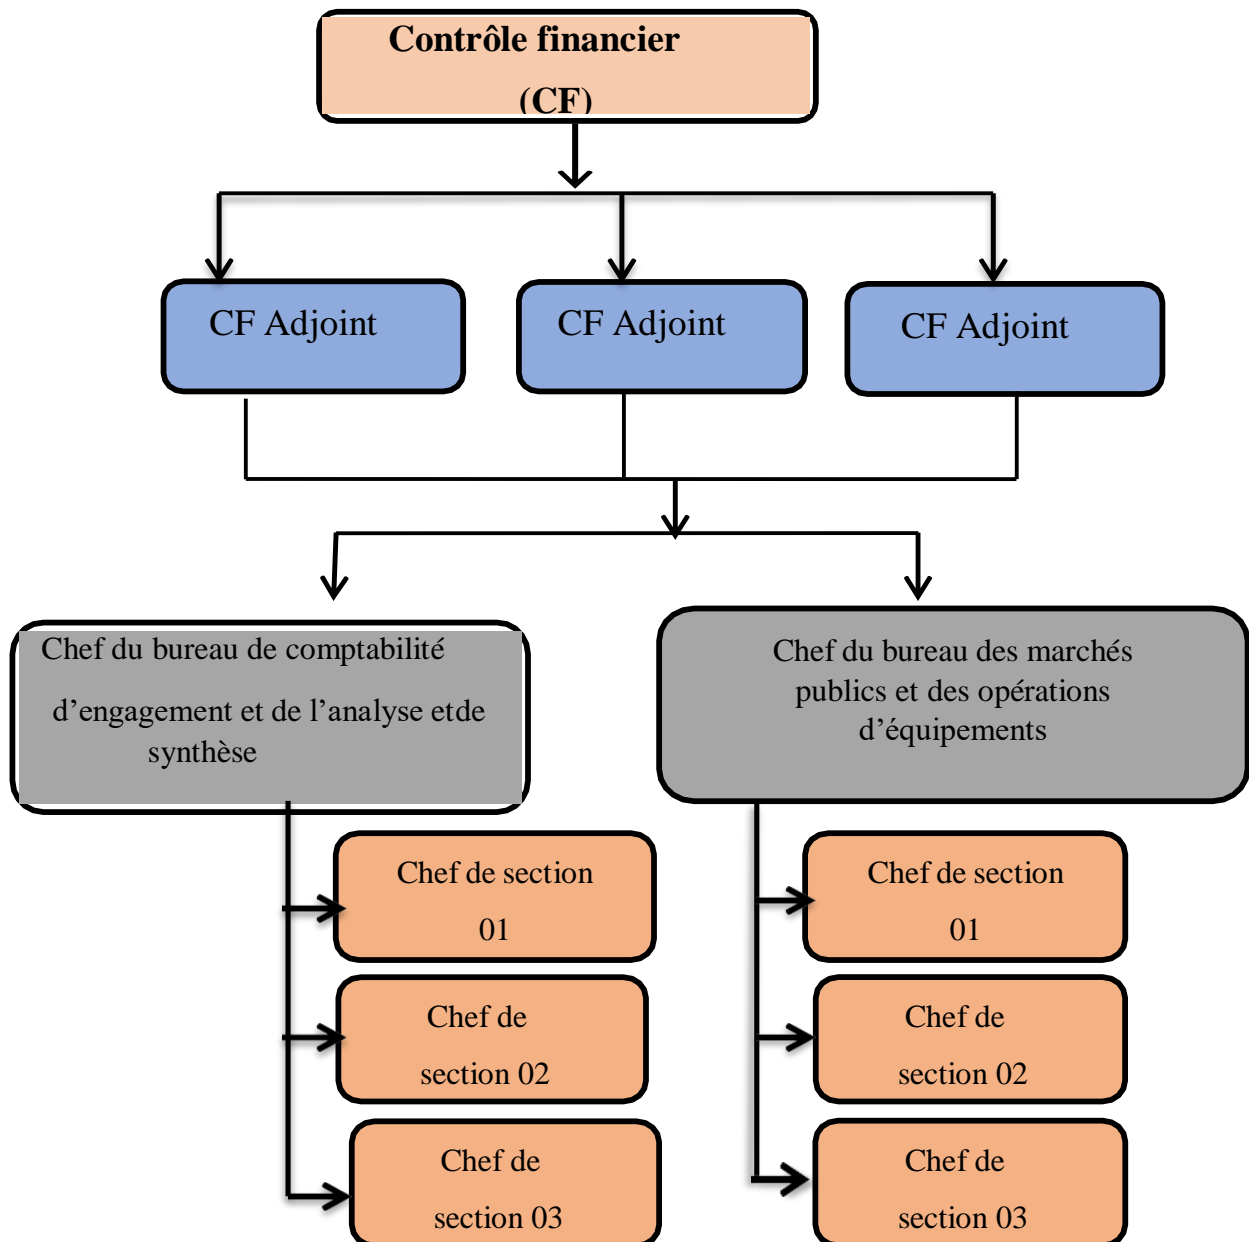 Contrôle financier
(CF)
CF Adjoint
CF Adjoint
CF Adjoint
Chef du bureau de comptabilité
d’engagement et de l’analyse etde
synthèse
Chef du bureau des marchés
publics et des opérations
d’équipements
Chef de section
01
Chef de
section 02
Chef de
section 03
Chef de section
01
Chef de
section 02
Chef de
section 03